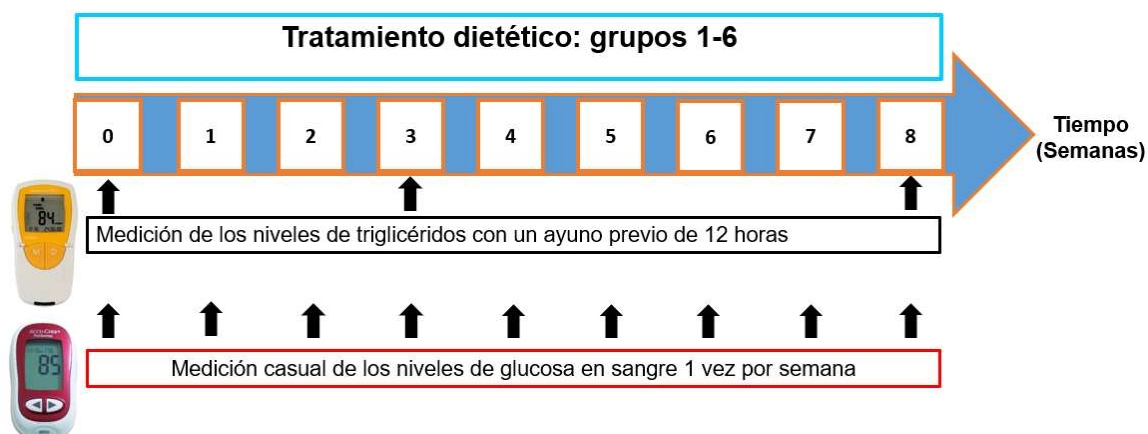 Tratamiento dietético: grupos 1-6
0 1 2 3 4 5 6 7 8
Tiempo
(Semanas)
84
M
Medición de los niveles de triglicéridos con un ayuno previo de 12 horas
ACCU-CHEK
85
Medición casual de los niveles de glucosa en sangre 1 vez por semana